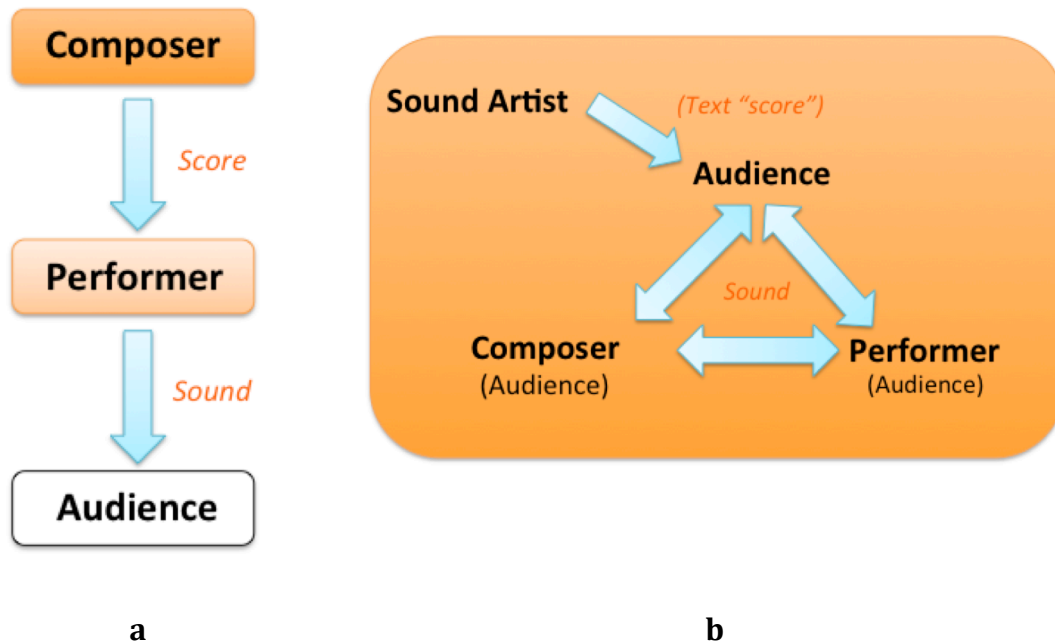 Composer
Score
Performer
Sound
Audience
a
Sound Artist
(Text “score”)
Audience
Sound
Composer
(Audience)
Performer
(Audience)
b